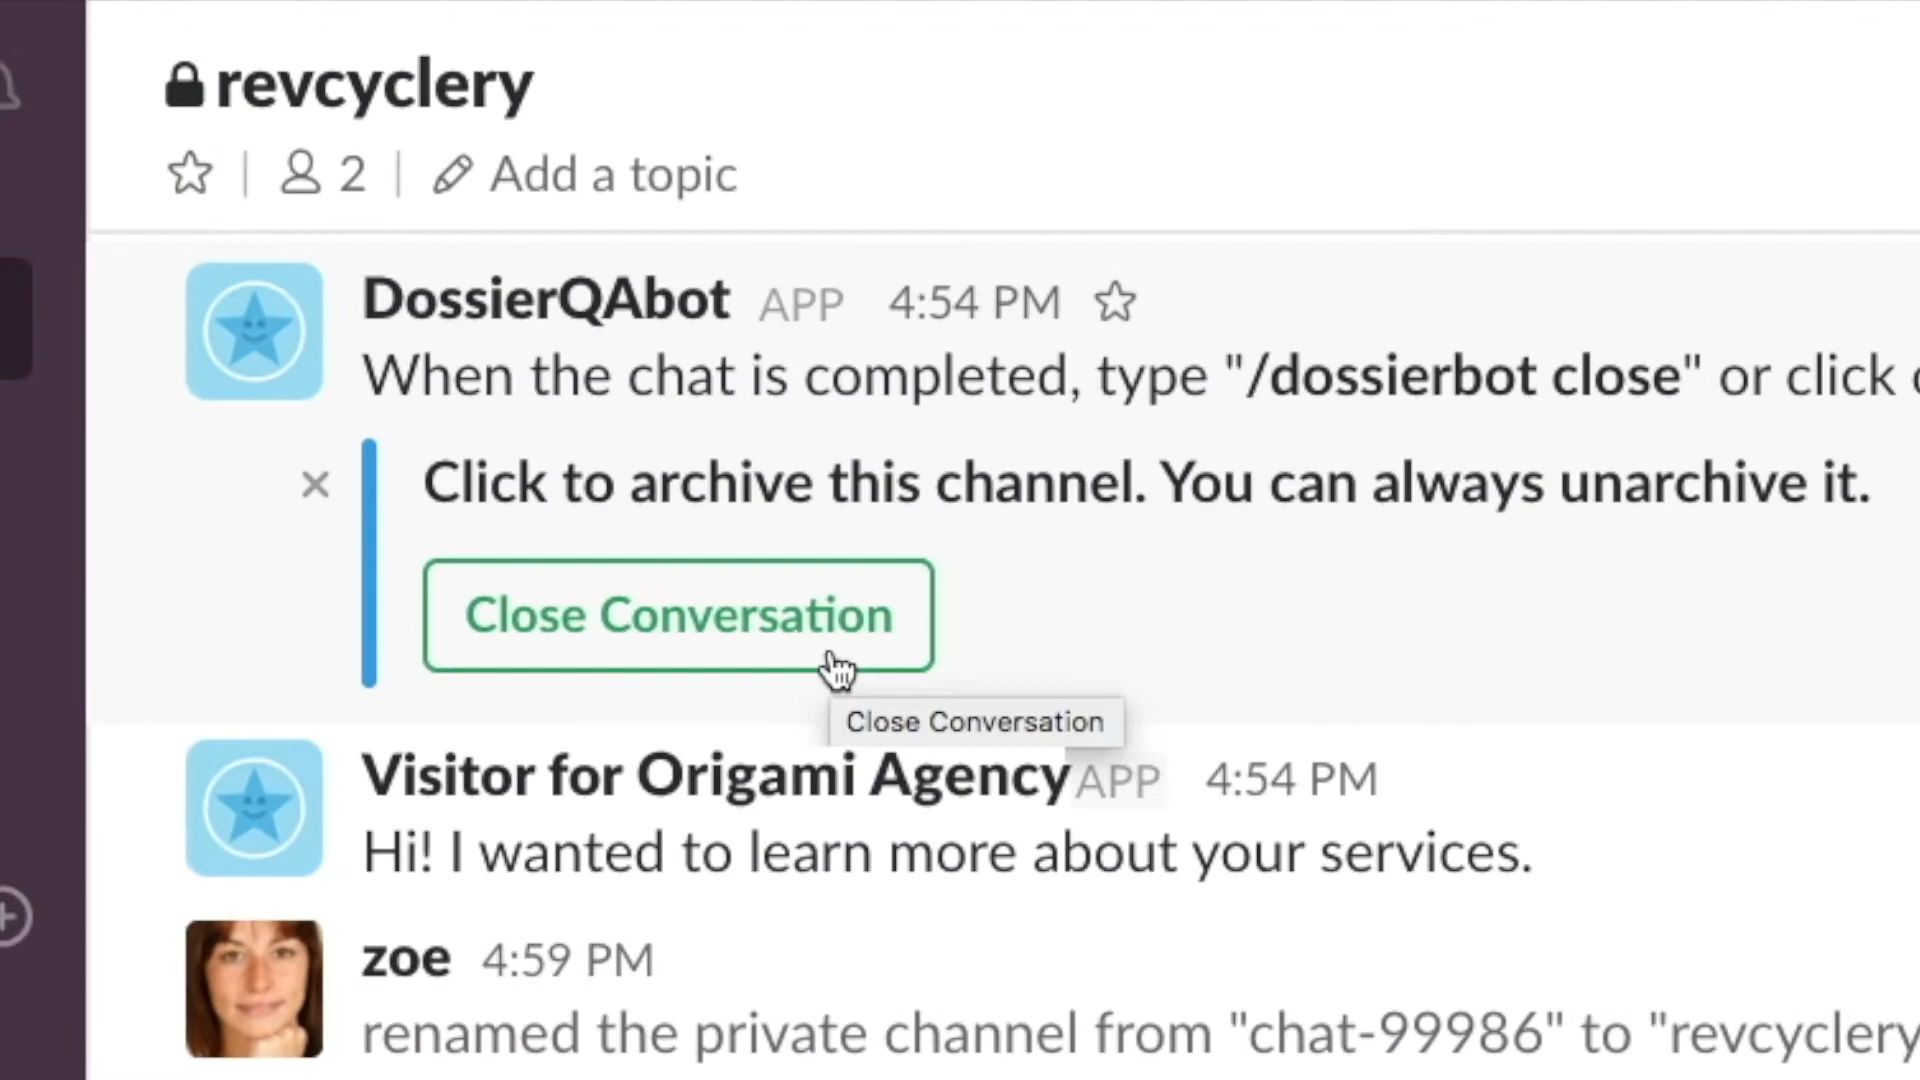 revcyclery
2 Add a topic
DossierQAbot APP 4:54 PM
When the chat is completed, type "/dossierbot close" or click
Click to archive this channel. You can always unarchive it.
Close Conversation
Close Conversation
Visitor for Origami Agency APP 4:54 PM
Hi! I wanted to learn more about your services.
zoe 4:59 PM
renamed the private channel from "chat-99986" to "revcyclery